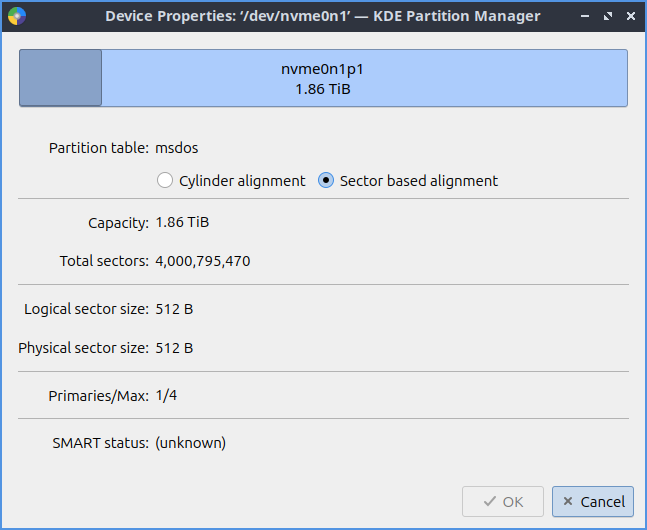 Device Properties: ‘/dev/nvme0n1’ — KDE Partition Manager
nvme0n1p1
1.86 TiB
Partition table: msdos
Cylinder alignment Sector based alignment
Capacity: 1.86 TiB
Total sectors: 4,000,795,470
Logical sector size: 512 B
Physical sector size: 512 B
Primaries/Max: 1/4
SMART status: (unknown)
OK Cancel